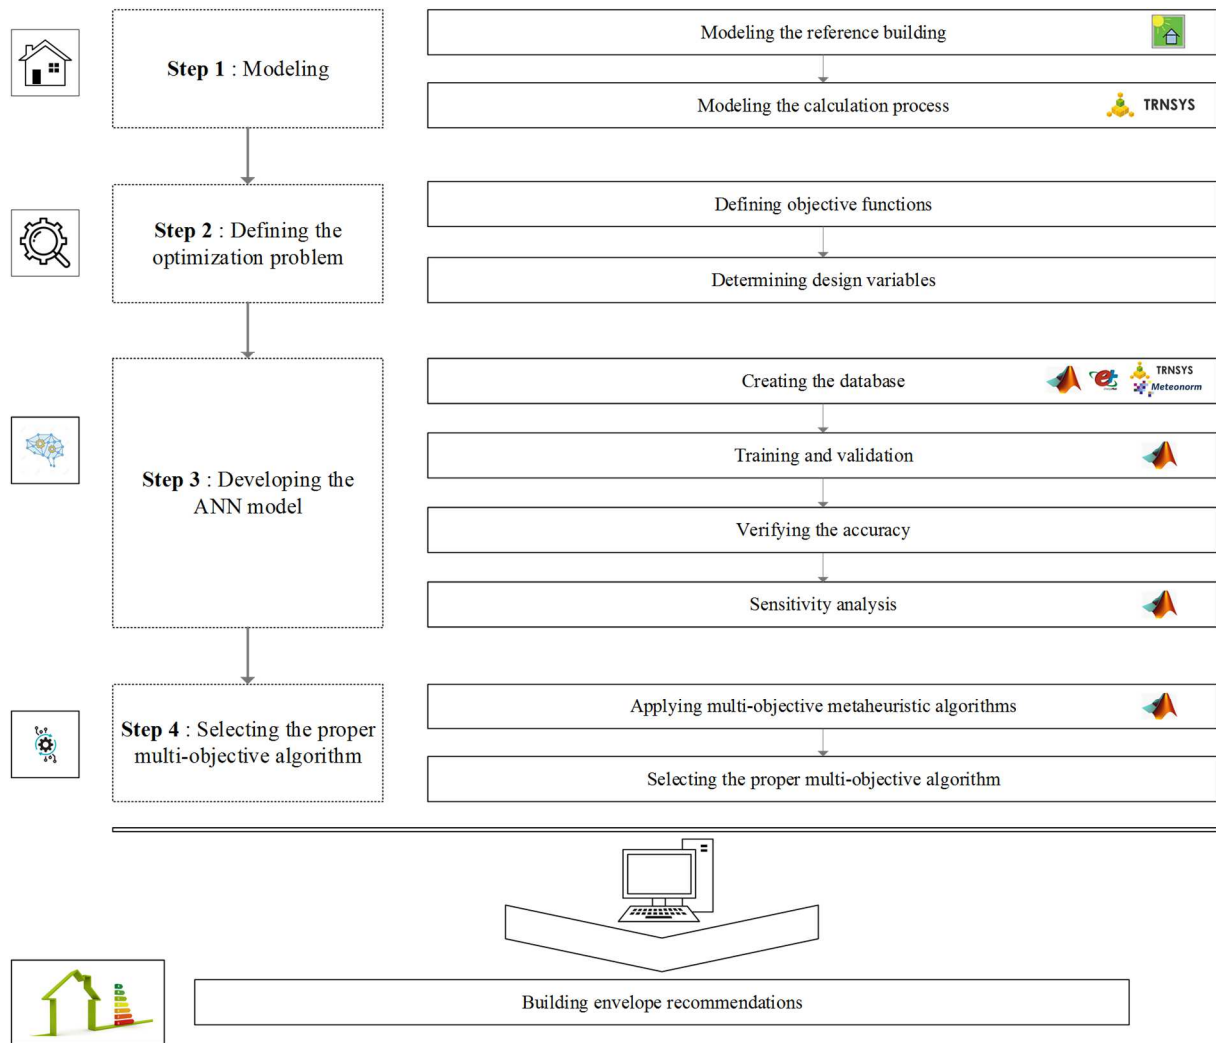 Step 1 : Modeling
Modeling the reference building
Modeling the calculation process
TRNSYS
Step 2 : Defining the
optimization problem
Defining objective functions
Determining design variables
Step 3 : Developing the
ANN model
Creating the database
TRNSYS
Meteonorm
Training and validation
Verifying the accuracy
Sensitivity analysis
Step 4 : Selecting the proper
multi-objective algorithm
Applying multi-objective metaheuristic algorithms
Selecting the proper multi-objective algorithm
Building envelope recommendations